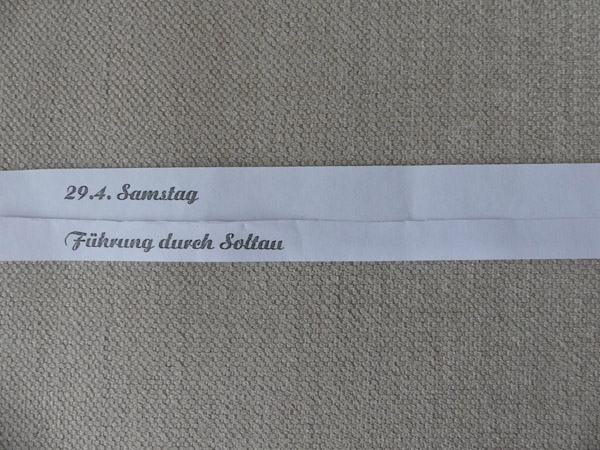 29.4. Samstag
Führung durch Soltau